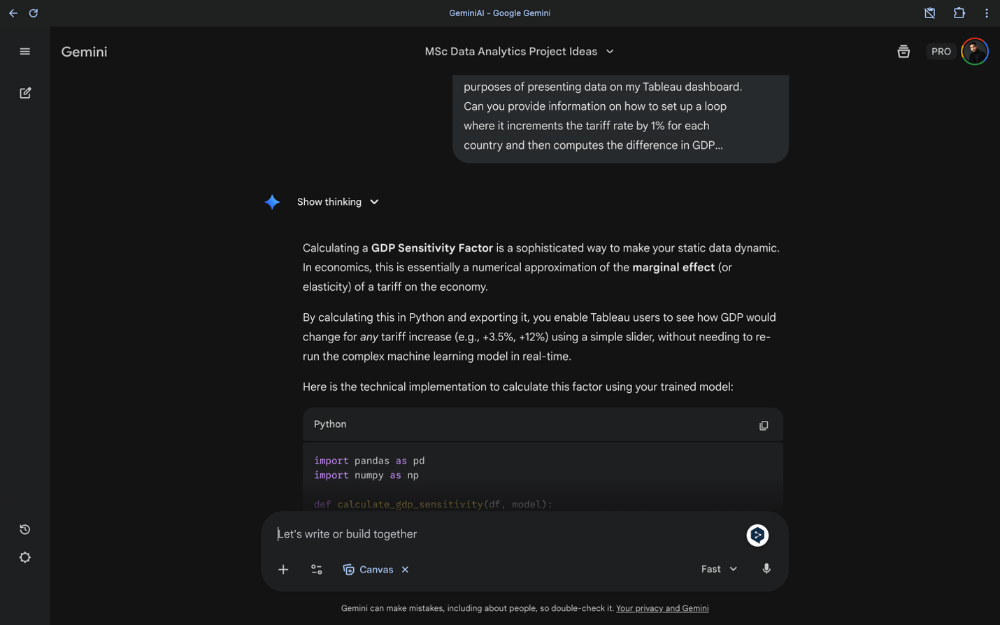 GeminiAI - Google Gemini
Gemini
MSc Data Analytics Project Ideas
PRO
purposes of presenting data on my Tableau dashboard.
Can you provide information on how to set up a loop
where it increments the tariff rate by 1% for each
country and then computes the difference in GDP...
Show thinking
Calculating a GDP Sensitivity Factor is a sophisticated way to make your static data dynamic.
In economics, this is essentially a numerical approximation of the marginal effect (or
elasticity) of a tariff on the economy.
By calculating this in Python and exporting it, you enable Tableau users to see how GDP would
change for any tariff increase (e.g., +3.5%, +12%) using a simple slider, without needing to re-
run the complex machine learning model in real-time.
Here is the technical implementation to calculate this factor using your trained model:
Python
import pandas as pd
import numpy as np
def calculate_gdp_sensitivity(df, model):
Let's write or build together
Canvas
Fast
Gemini can make mistakes, including about people, so double-check it. Your privacy and Gemini